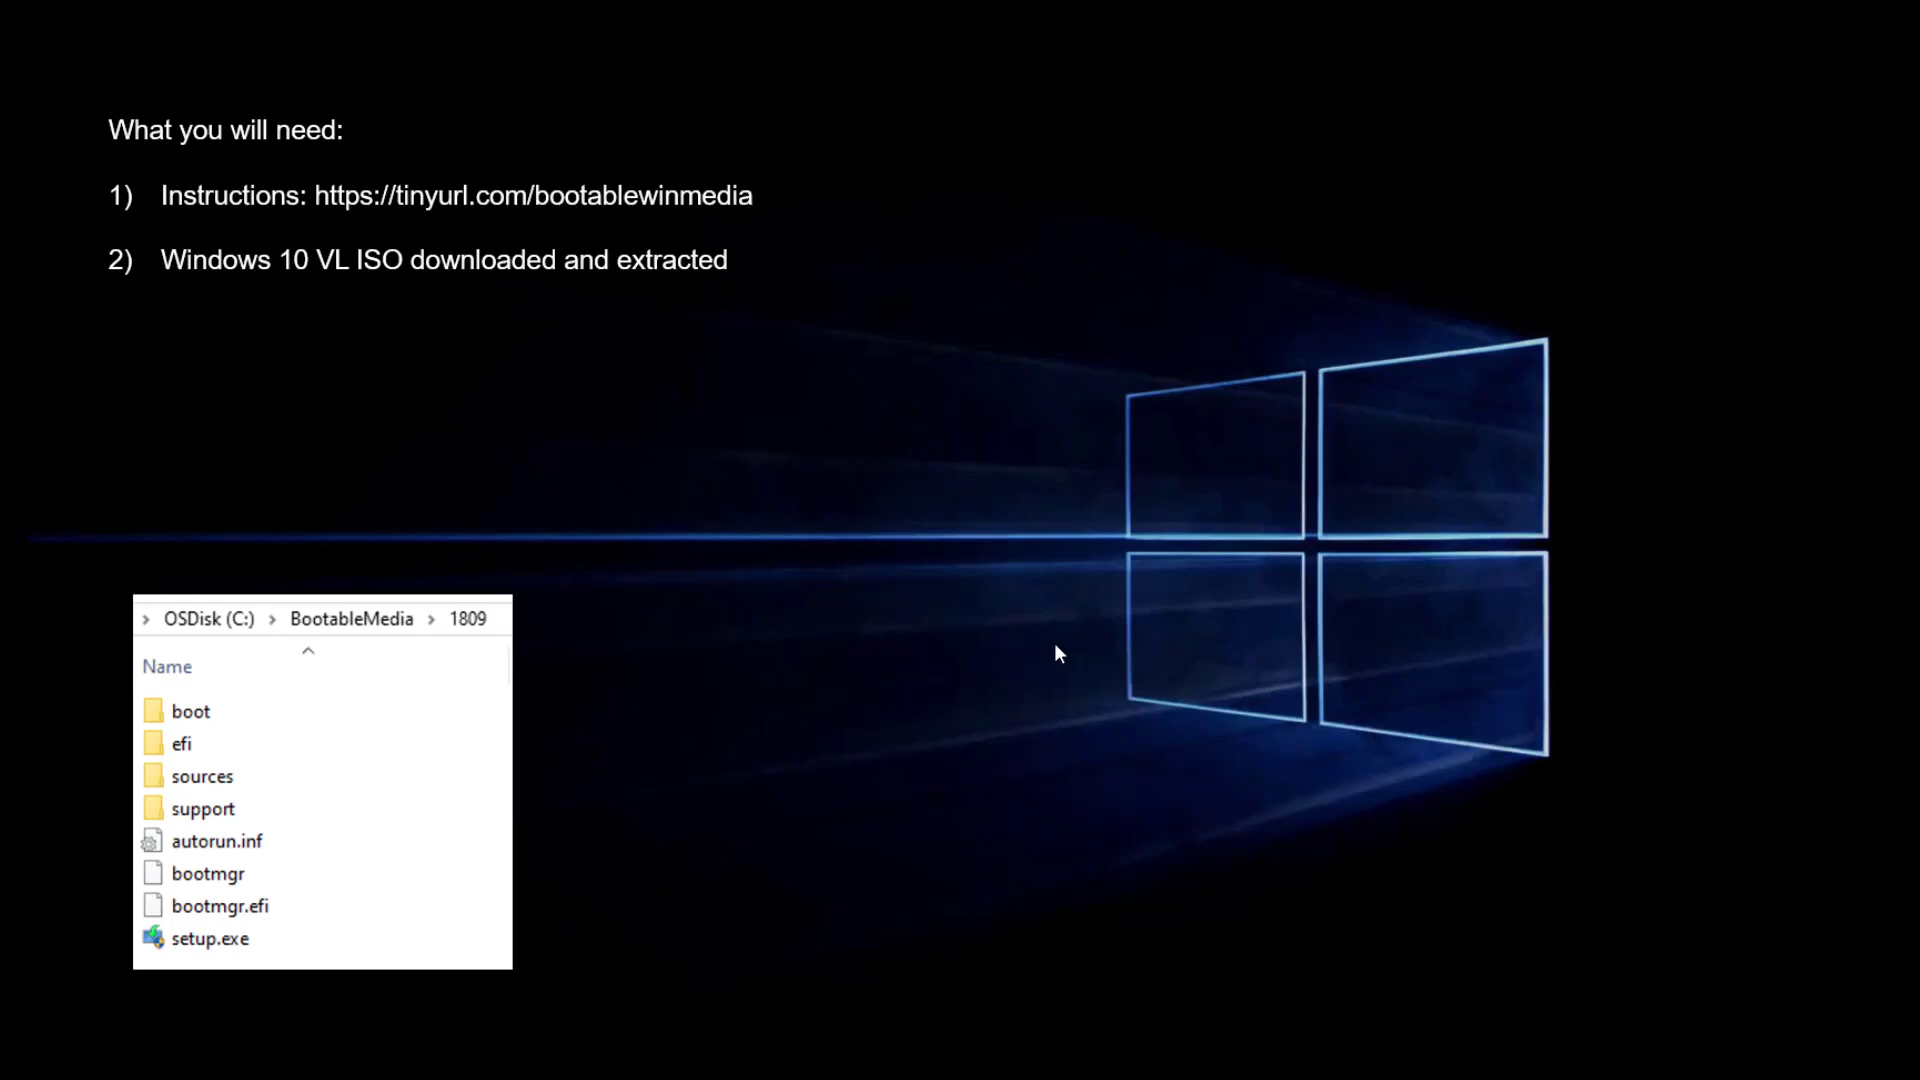 What you will need:
1) Instructions: https://tinyurl.com/bootablewinmedia
2) Windows 10 VL ISO downloaded and extracted
OSDisk (C:) > BootableMedia > 1809
Name
boot
efi
sources
support
autorun.inf
bootmgr
bootmgr.efi
setup.exe